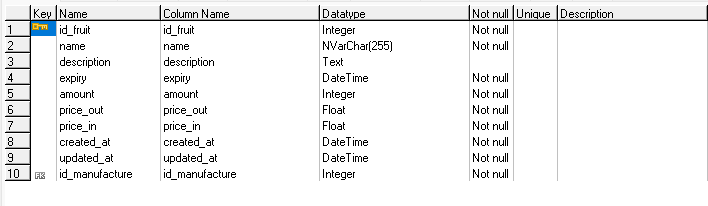 Key Name Column Name Datatype Not null Unique Description
1 id_fruit id_fruit Integer Not null
2 name name NVarChar(255) Not null
3 description description Text
4 expiry expiry DateTime Not null
5 amount amount Integer Not null
6 price_out price_out Float Not null
7 price_in price_in Float Not null
8 created_at created_at DateTime Not null
9 updated_at updated_at DateTime Not null
10 FK id_manufacture id_manufacture Integer Not null